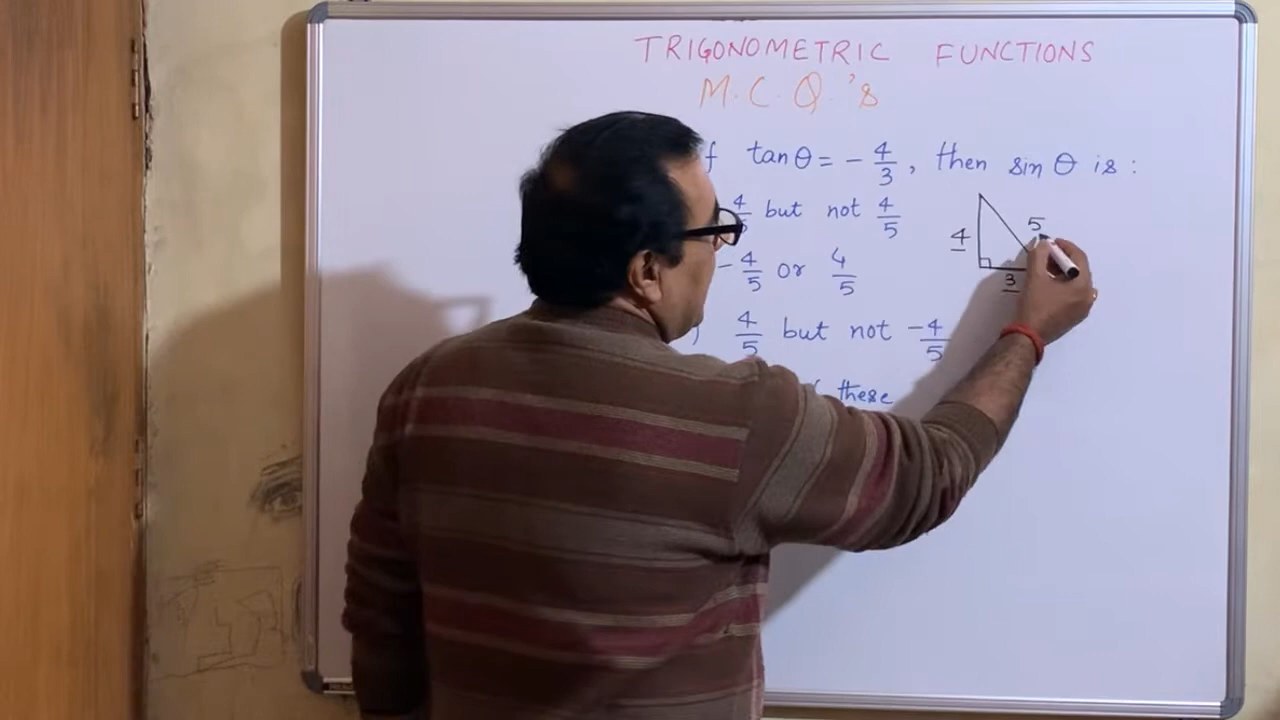 TRIGONOMETRIC FUNCTIONS
M.C.Q.'s
f tanθ = - 4/3, then sin θ is :
4/5 but not 4/5
- 4/5 or 4/5
) 4/5 but not - 4/5
these
4
5
3